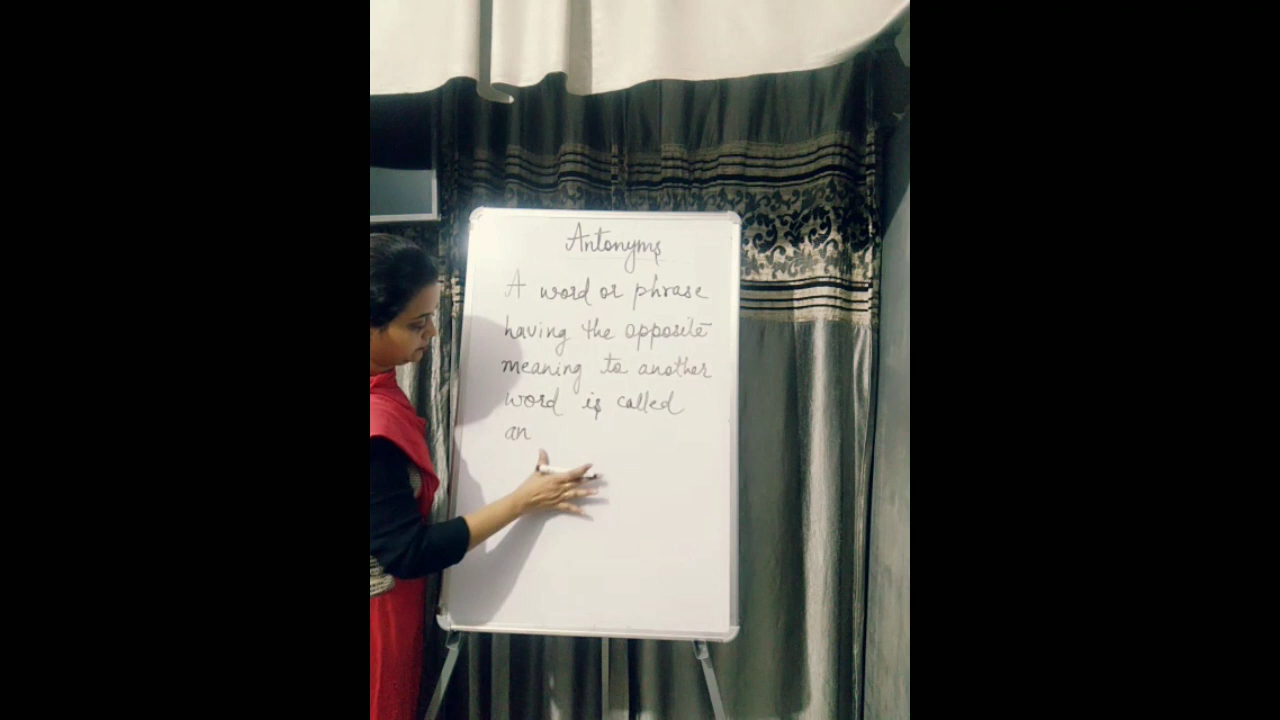 Antonyms
A word or phrase
having the opposite
meaning to another
word is called
an